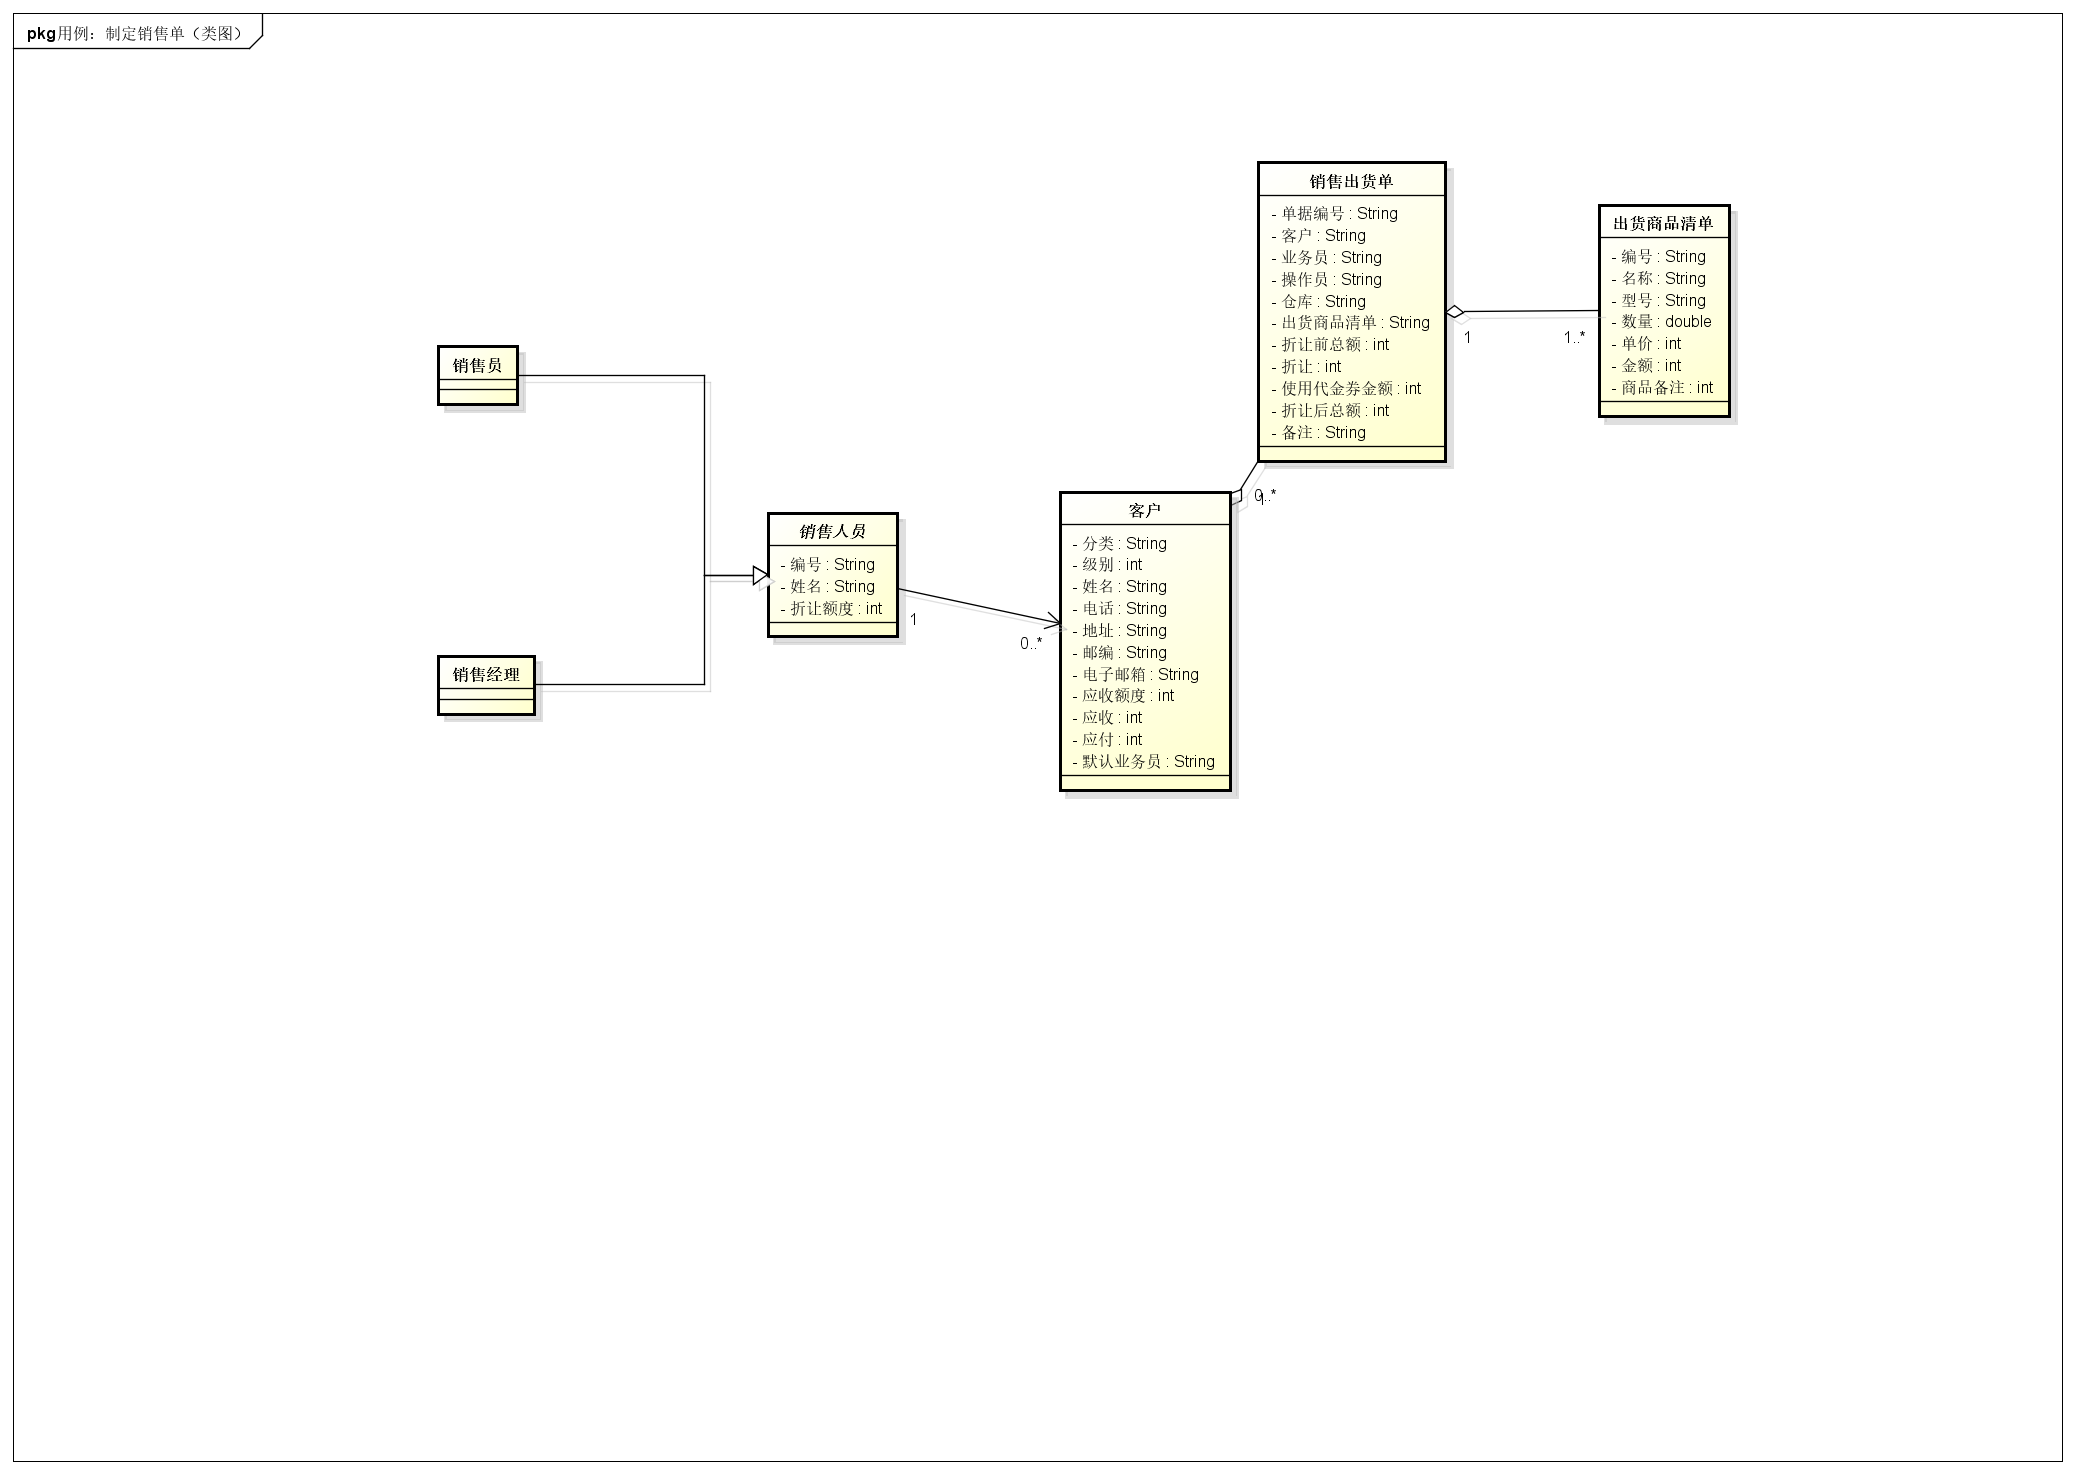 pkg用例：制定销售单（类图）
销售出货单
- 单据编号 : String
- 客户 : String
- 业务员 : String
- 操作员 : String
- 仓库 : String
- 出货商品清单 : String
- 折让前总额 : int
- 折让 : int
- 使用代金券金额 : int
- 折让后总额 : int
- 备注 : String
出货商品清单
- 编号 : String
- 名称 : String
- 型号 : String
- 数量 : double
- 单价 : int
- 金额 : int
- 商品备注 : int
1
1..*
销售员
销售经理
销售人员
- 编号 : String
- 姓名 : String
- 折让额度 : int
1
0..*
客户
- 分类 : String
- 级别 : int
- 姓名 : String
- 电话 : String
- 地址 : String
- 邮编 : String
- 电子邮箱 : String
- 应收额度 : int
- 应收 : int
- 应付 : int
- 默认业务员 : String
0..*
1